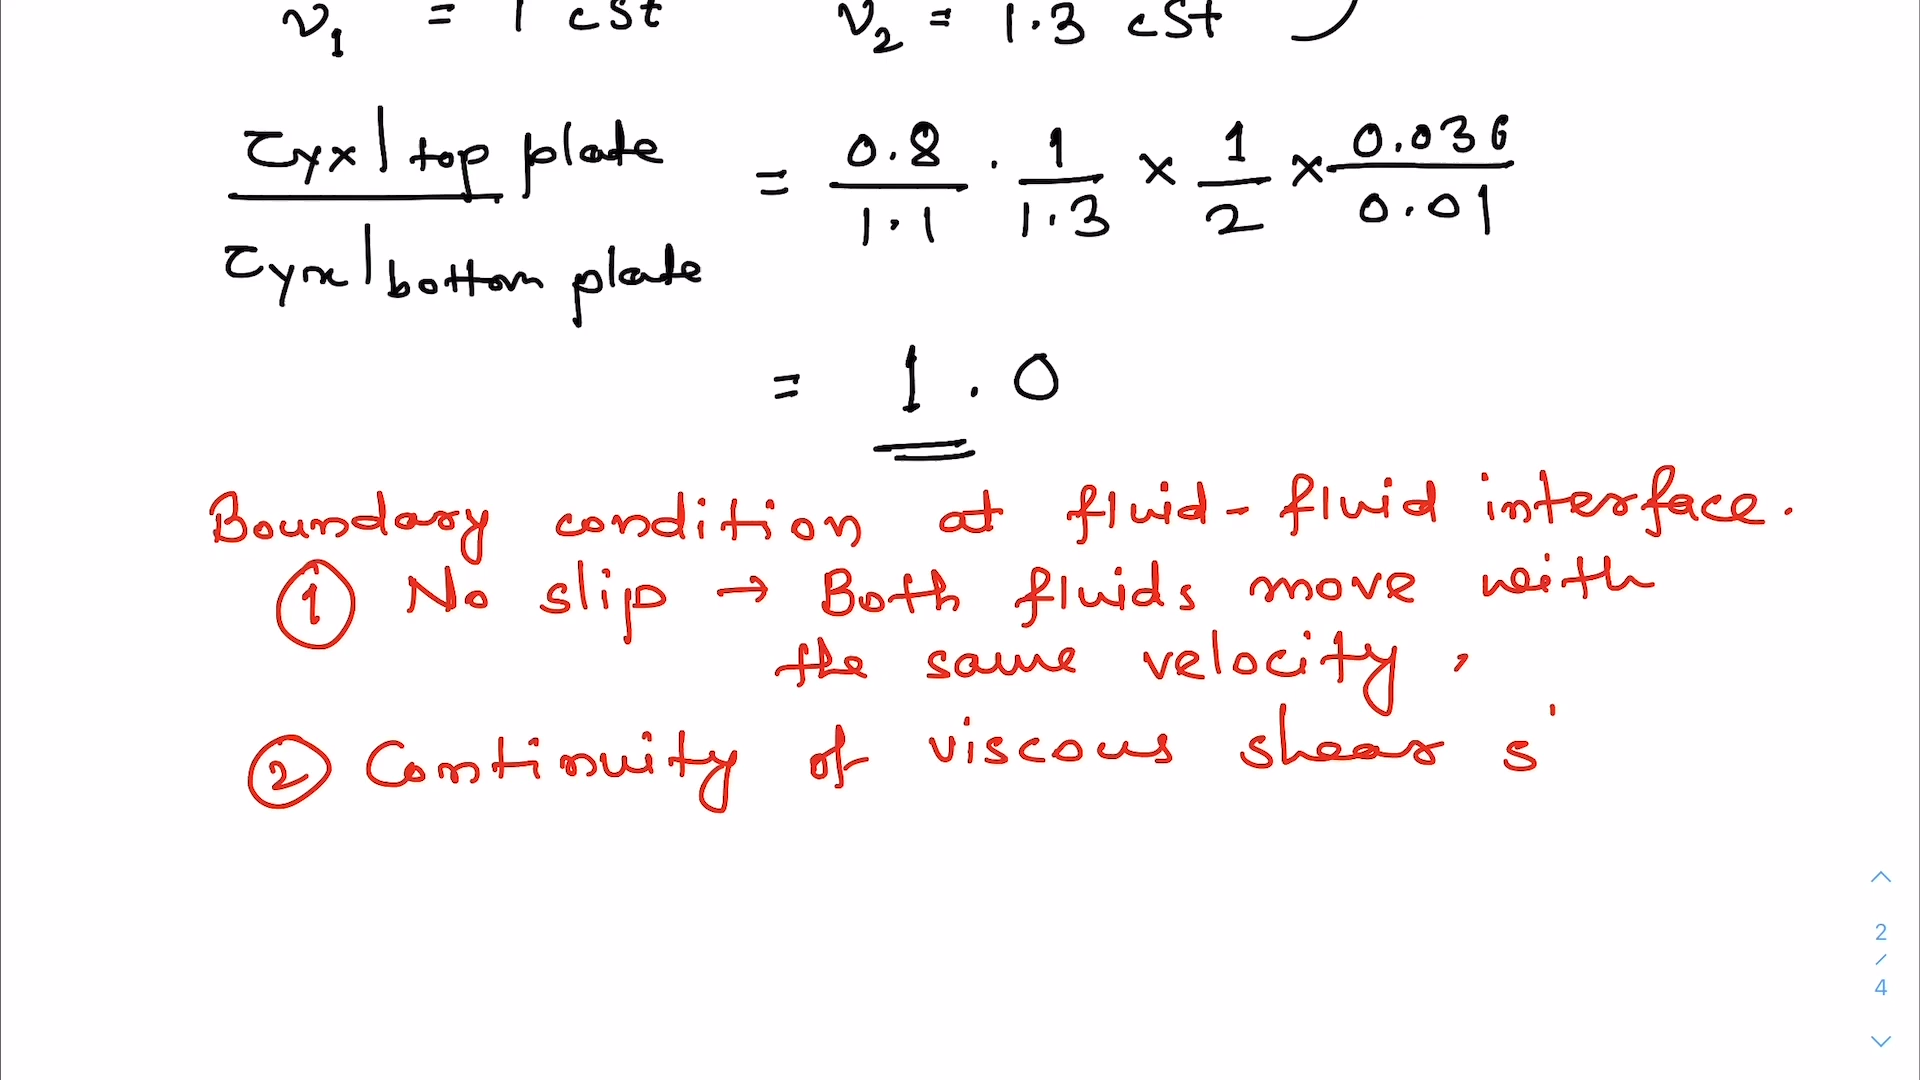 ν₁ = 1 cSt ν₂ = 1.3 cSt
τyx| top plate / τyx| bottom plate = 0.8/1.1 · 1/1.3 × 1/2 × 0.036/0.01
= 1.0
Boundary condition at fluid-fluid interface.
① No slip → Both fluids move with
the same velocity,
② Continuity of viscous shear s
2
/
4